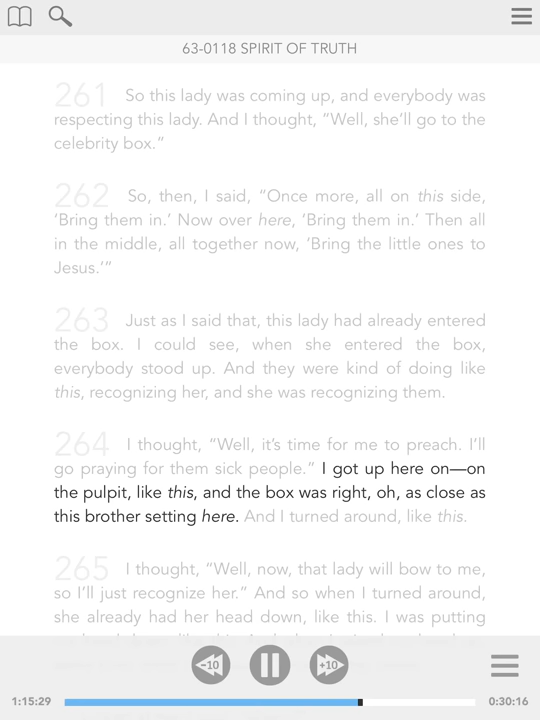 63-0118 SPIRIT OF TRUTH
261 So this lady was coming up, and everybody was
respecting this lady. And I thought, “Well, she’ll go to the
celebrity box.”
262 So, then, I said, “Once more, all on this side,
‘Bring them in.’ Now over here, ‘Bring them in.’ Then all
in the middle, all together now, ‘Bring the little ones to
Jesus.’”
263 Just as I said that, this lady had already entered
the box. I could see, when she entered the box,
everybody stood up. And they were kind of doing like
this, recognizing her, and she was recognizing them.
264 I thought, “Well, it’s time for me to preach. I’ll
go praying for them sick people.” I got up here on—on
the pulpit, like this, and the box was right, oh, as close as
this brother setting here. And I turned around, like this.
265 I thought, “Well, now, that lady will bow to me,
so I’ll just recognize her.” And so when I turned around,
she already had her head down, like this. I was putting
-10
+10
1:15:29
0:30:16